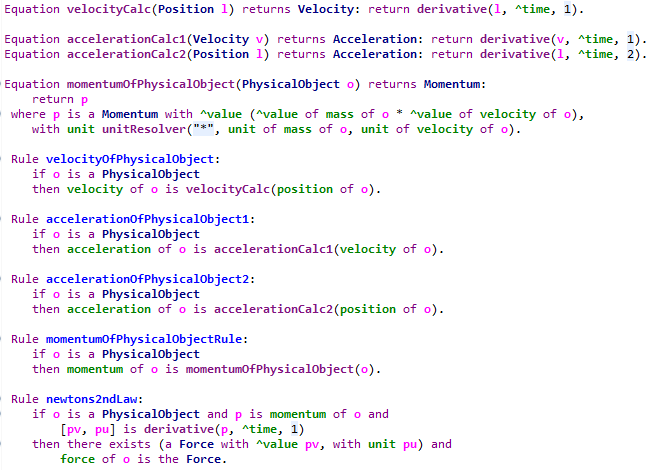 Equation velocityCalc(Position l) returns Velocity: return derivative(l, ^time, 1).
Equation accelerationCalc1(Velocity v) returns Acceleration: return derivative(v, ^time, 1).
Equation accelerationCalc2(Position l) returns Acceleration: return derivative(l, ^time, 2).
Equation momentumOfPhysicalObject(PhysicalObject o) returns Momentum:
return p
where p is a Momentum with ^value (^value of mass of o * ^value of velocity of o),
with unit unitResolver("*", unit of mass of o, unit of velocity of o).
Rule velocityOfPhysicalObject:
if o is a PhysicalObject
then velocity of o is velocityCalc(position of o).
Rule accelerationOfPhysicalObject1:
if o is a PhysicalObject
then acceleration of o is accelerationCalc1(velocity of o).
Rule accelerationOfPhysicalObject2:
if o is a PhysicalObject
then acceleration of o is accelerationCalc2(position of o).
Rule momentumOfPhysicalObjectRule:
if o is a PhysicalObject
then momentum of o is momentumOfPhysicalObject(o).
Rule newtons2ndLaw:
if o is a PhysicalObject and p is momentum of o and
[pv, pu] is derivative(p, ^time, 1)
then there exists (a Force with ^value pv, with unit pu) and
force of o is the Force.